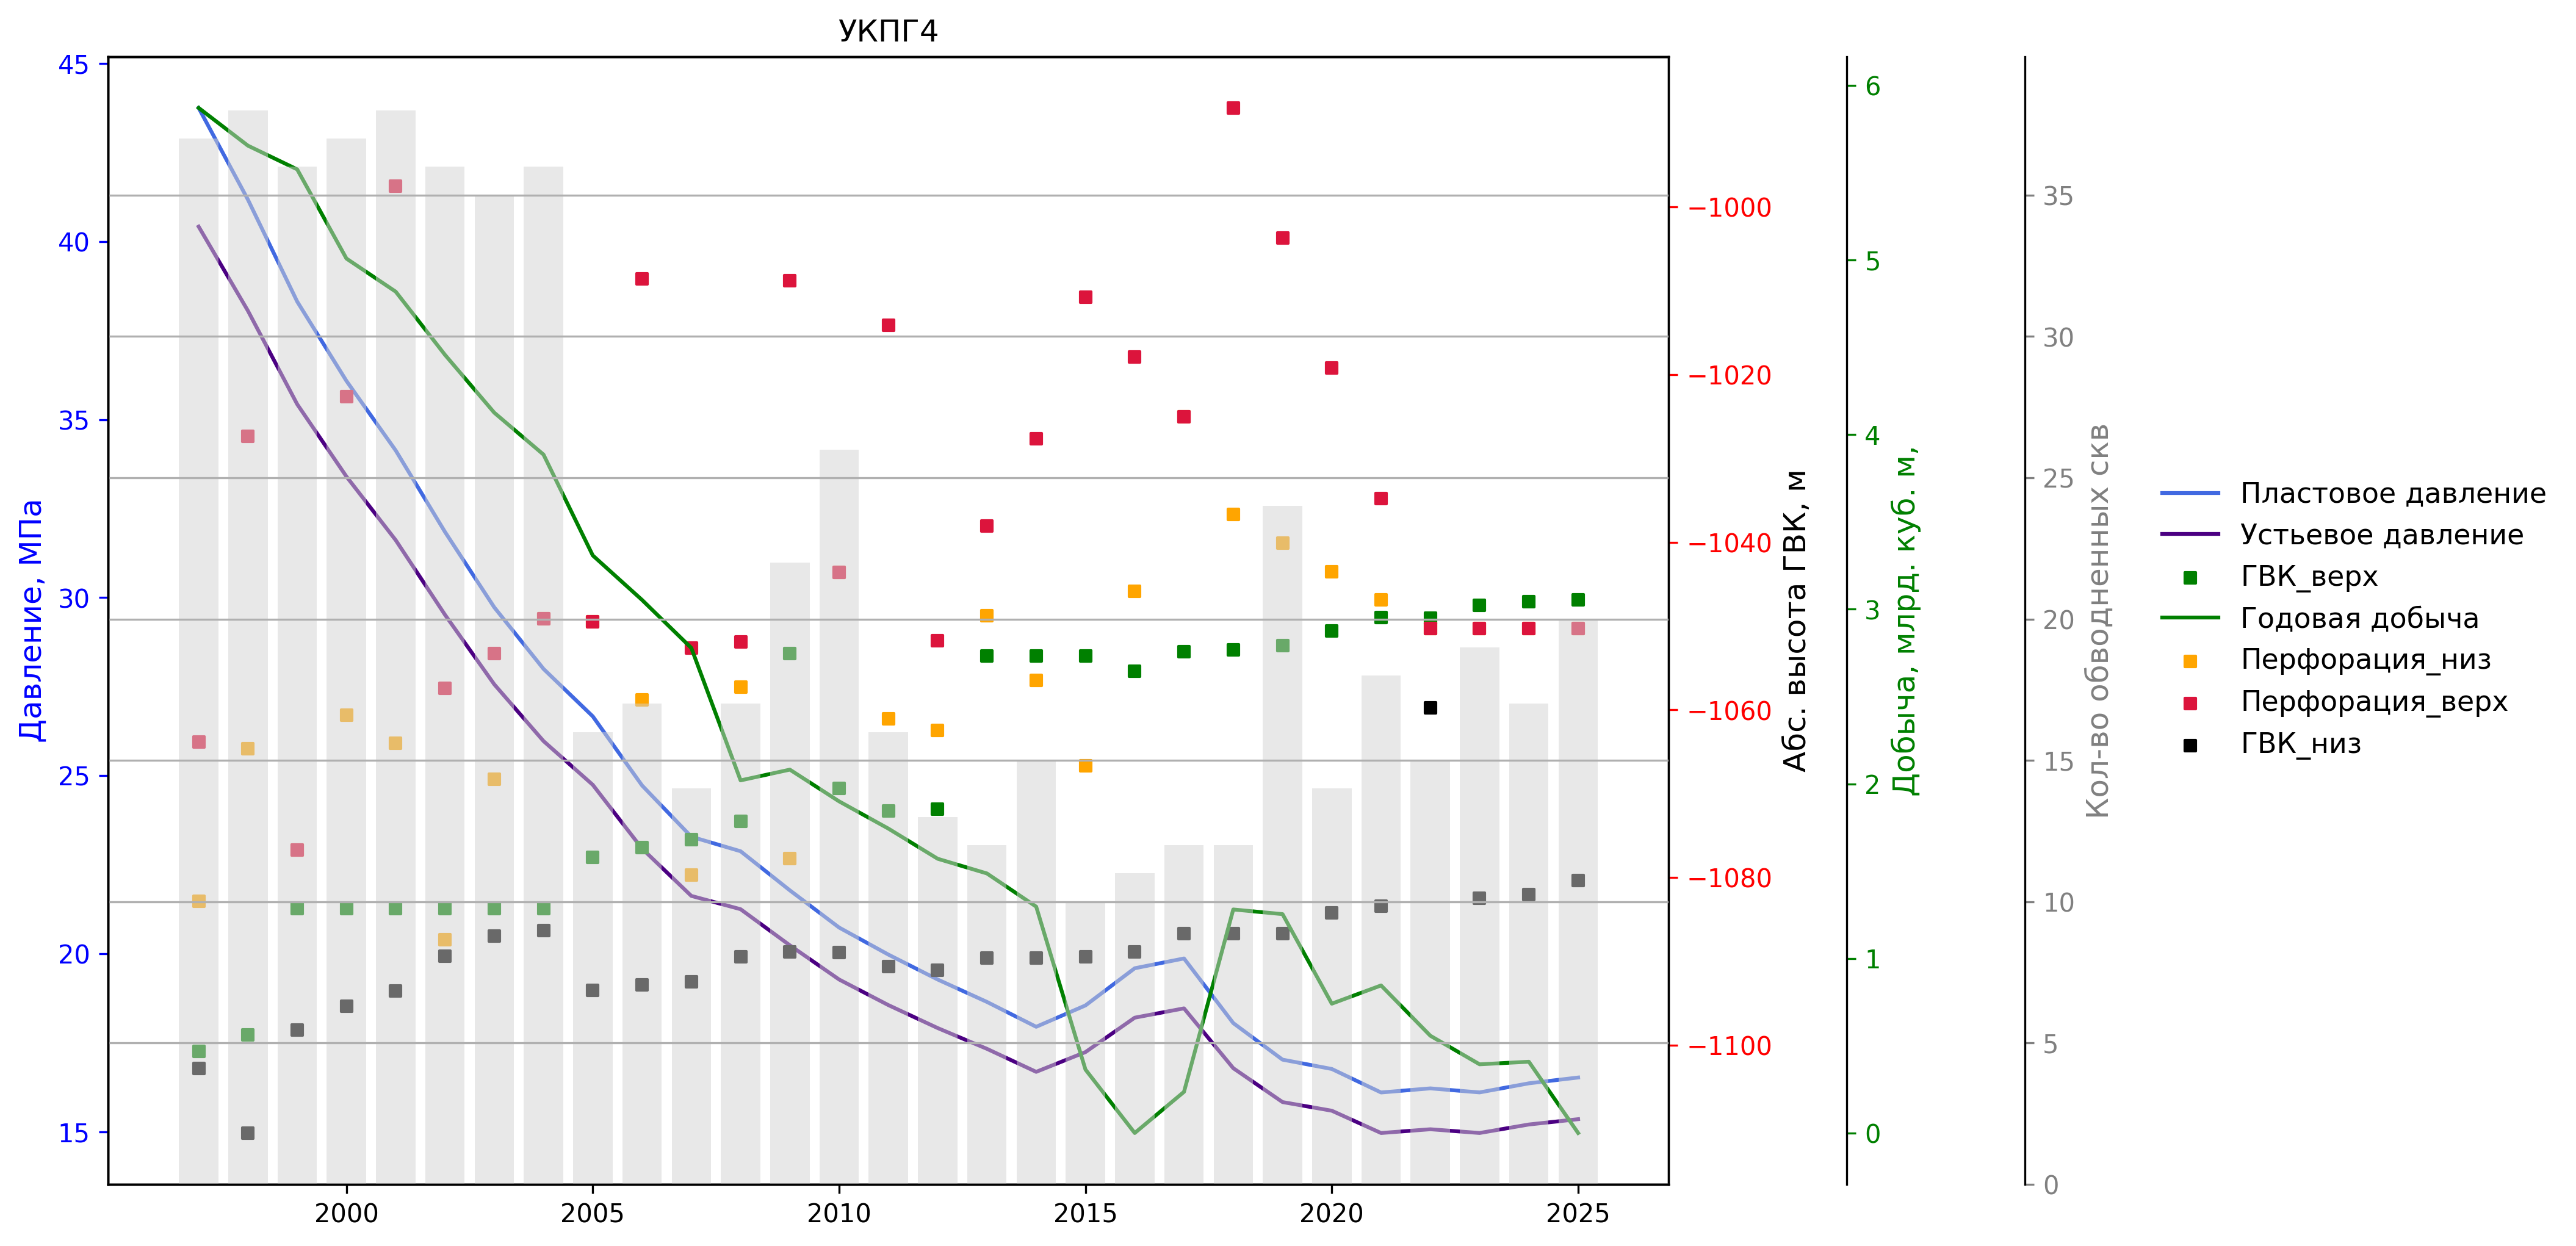 УКПГ4
45
40
35
30
25
20
15
Давление, МПа
2000
2005
2010
2015
2020
2025
−1000
−1020
−1040
−1060
−1080
−1100
Абс. высота ГВК, м
6
5
4
3
2
1
0
Добыча, млрд. куб. м,
35
30
25
20
15
10
5
0
Кол-во обводненных скв
Пластовое давление
Устьевое давление
ГВК_верх
Годовая добыча
Перфорация_низ
Перфорация_верх
ГВК_низ